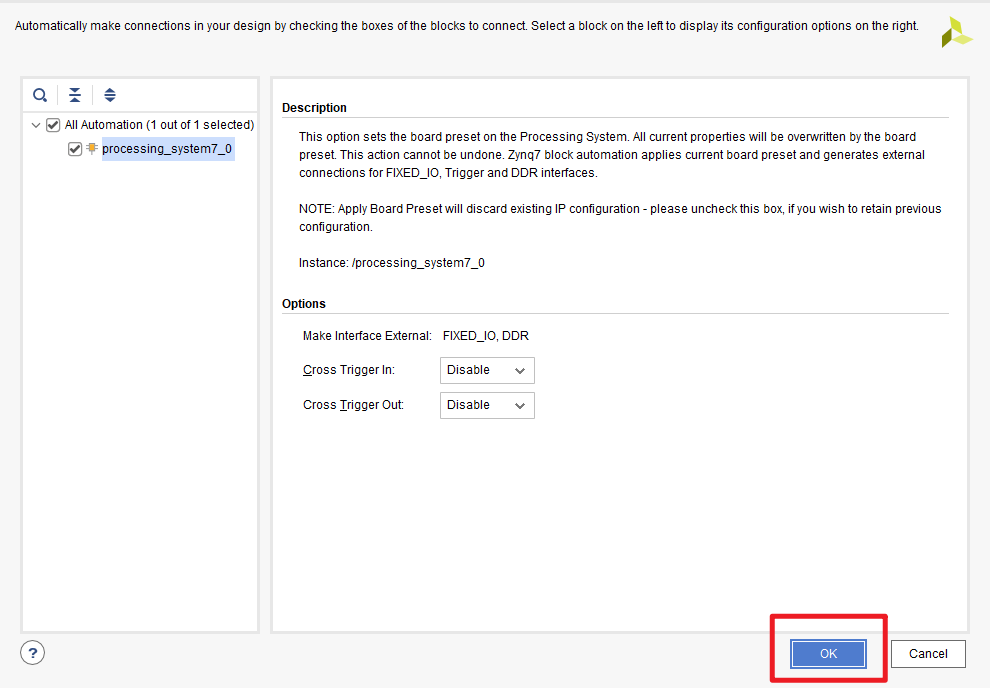 Automatically make connections in your design by checking the boxes of the blocks to connect. Select a block on the left to display its configuration options on the right.
All Automation (1 out of 1 selected)
processing_system7_0
Description
This option sets the board preset on the Processing System. All current properties will be overwritten by the board
preset. This action cannot be undone. Zynq7 block automation applies current board preset and generates external
connections for FIXED_IO, Trigger and DDR interfaces.
NOTE: Apply Board Preset will discard existing IP configuration - please uncheck this box, if you wish to retain previous
configuration.
Instance: /processing_system7_0
Options
Make Interface External: FIXED_IO, DDR
Cross Trigger In: Disable
Cross Trigger Out: Disable
?
OK
Cancel